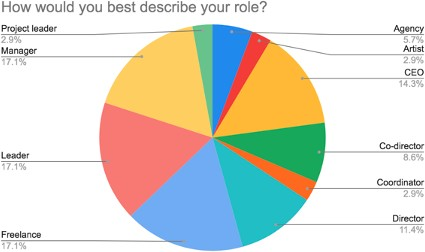 How would you best describe your role?
Project leader
2.9%
Manager
17.1%
Leader
17.1%
Freelance
17.1%
Agency
5.7%
Artist
2.9%
CEO
14.3%
Co-director
8.6%
Coordinator
2.9%
Director
11.4%